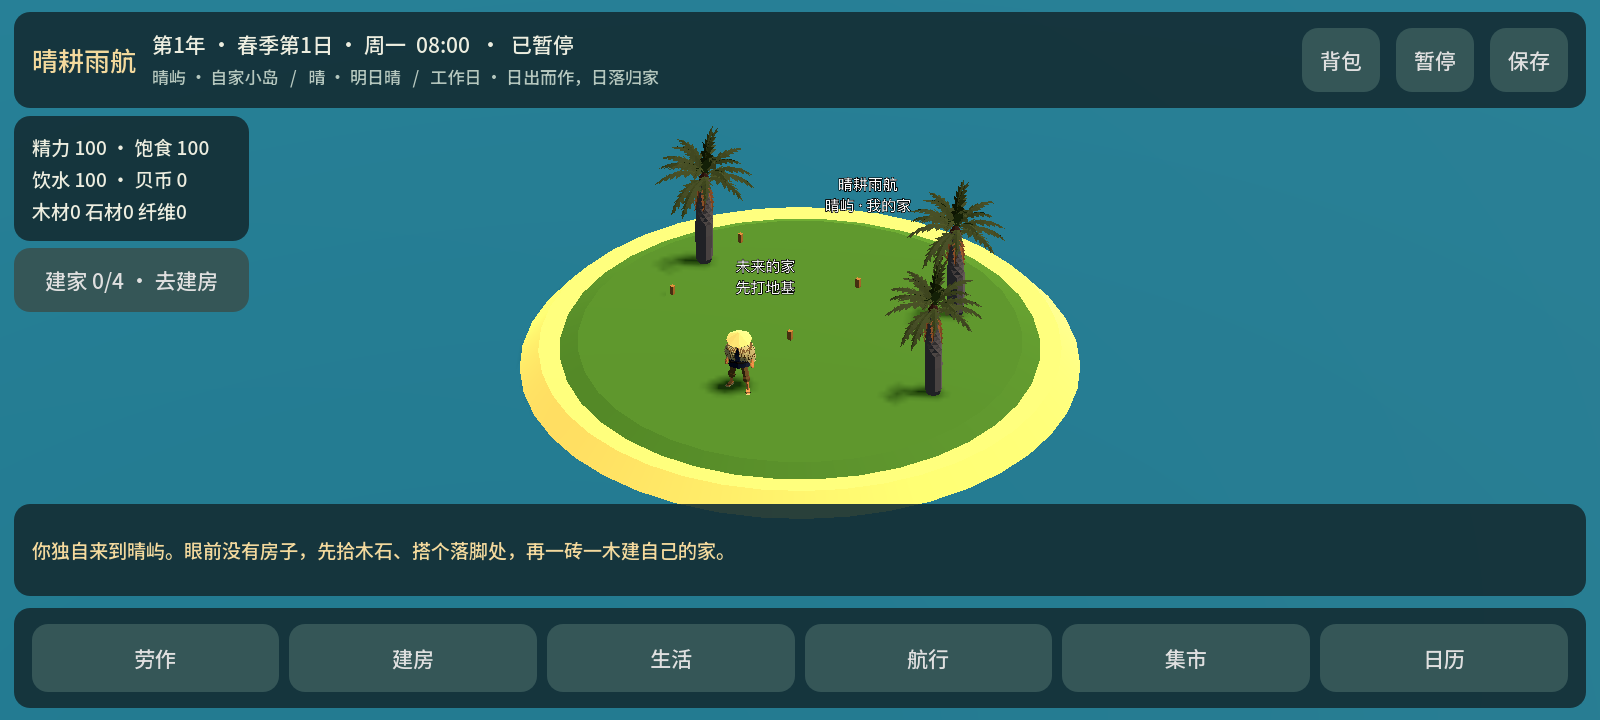 晴耕雨航
第1年 · 春季第1日 · 周一 08:00 · 已暂停
晴屿 · 自家小岛 / 晴 · 明日晴 / 工作日 · 日出而作，日落归家
背包
暂停
保存
精力 100 · 饱食 100
饮水 100 · 贝币 0
木材0 石材0 纤维0
建家 0/4 · 去建房
晴耕雨航
晴屿 · 我的家
未来的家
先打地基
你独自来到晴屿。眼前没有房子，先拾木石、搭个落脚处，再一砖一木建自己的家。
劳作
建房
生活
航行
集市
日历